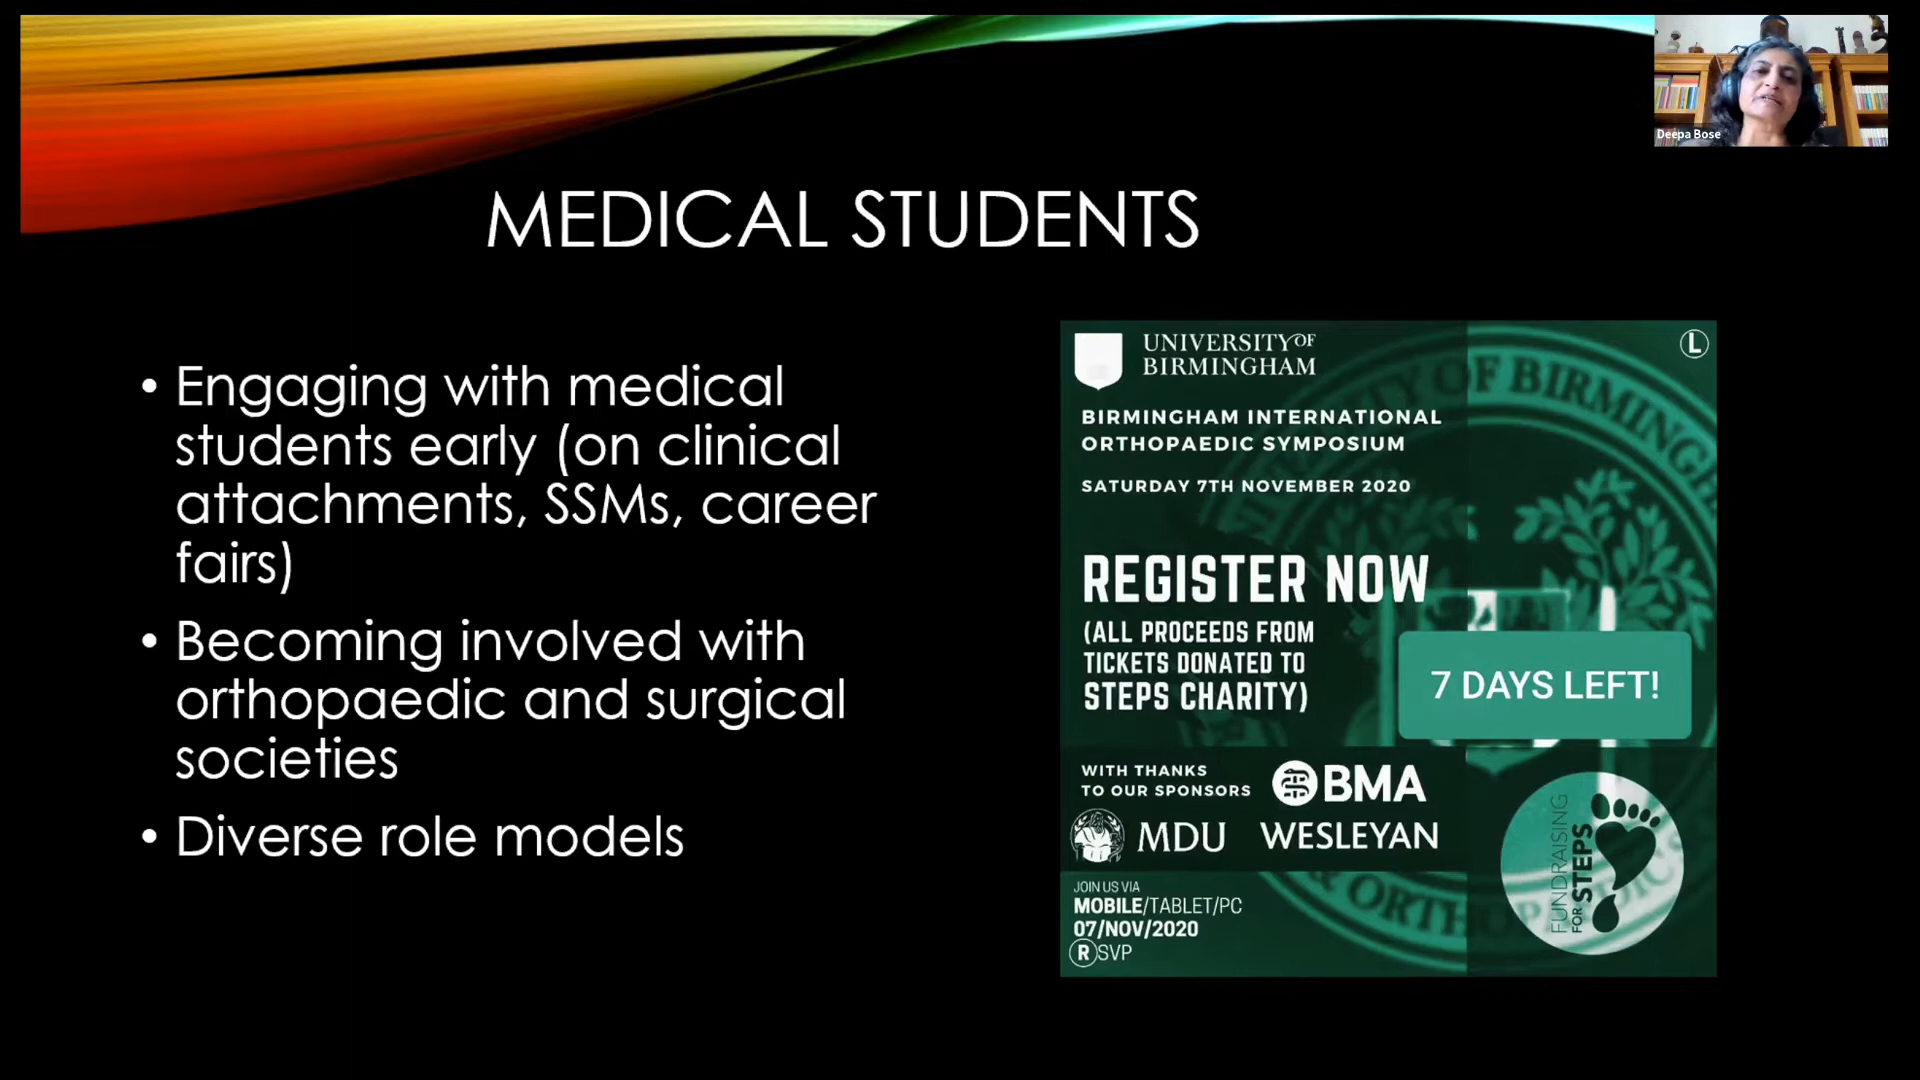 Deepa Bose
MEDICAL STUDENTS
• Engaging with medical
students early (on clinical
attachments, SSMs, career
fairs)
• Becoming involved with
orthopaedic and surgical
societies
• Diverse role models
UNIVERSITY OF
BIRMINGHAM
L
BIRMINGHAM INTERNATIONAL
ORTHOPAEDIC SYMPOSIUM
SATURDAY 7TH NOVEMBER 2020
REGISTER NOW
(ALL PROCEEDS FROM
TICKETS DONATED TO
STEPS CHARITY)
7 DAYS LEFT!
WITH THANKS
TO OUR SPONSORS
BMA
MDU
WESLEYAN
JOIN US VIA
MOBILE/TABLET/PC
07/NOV/2020
RSVP
FUNDRAISING
FOR STEPS